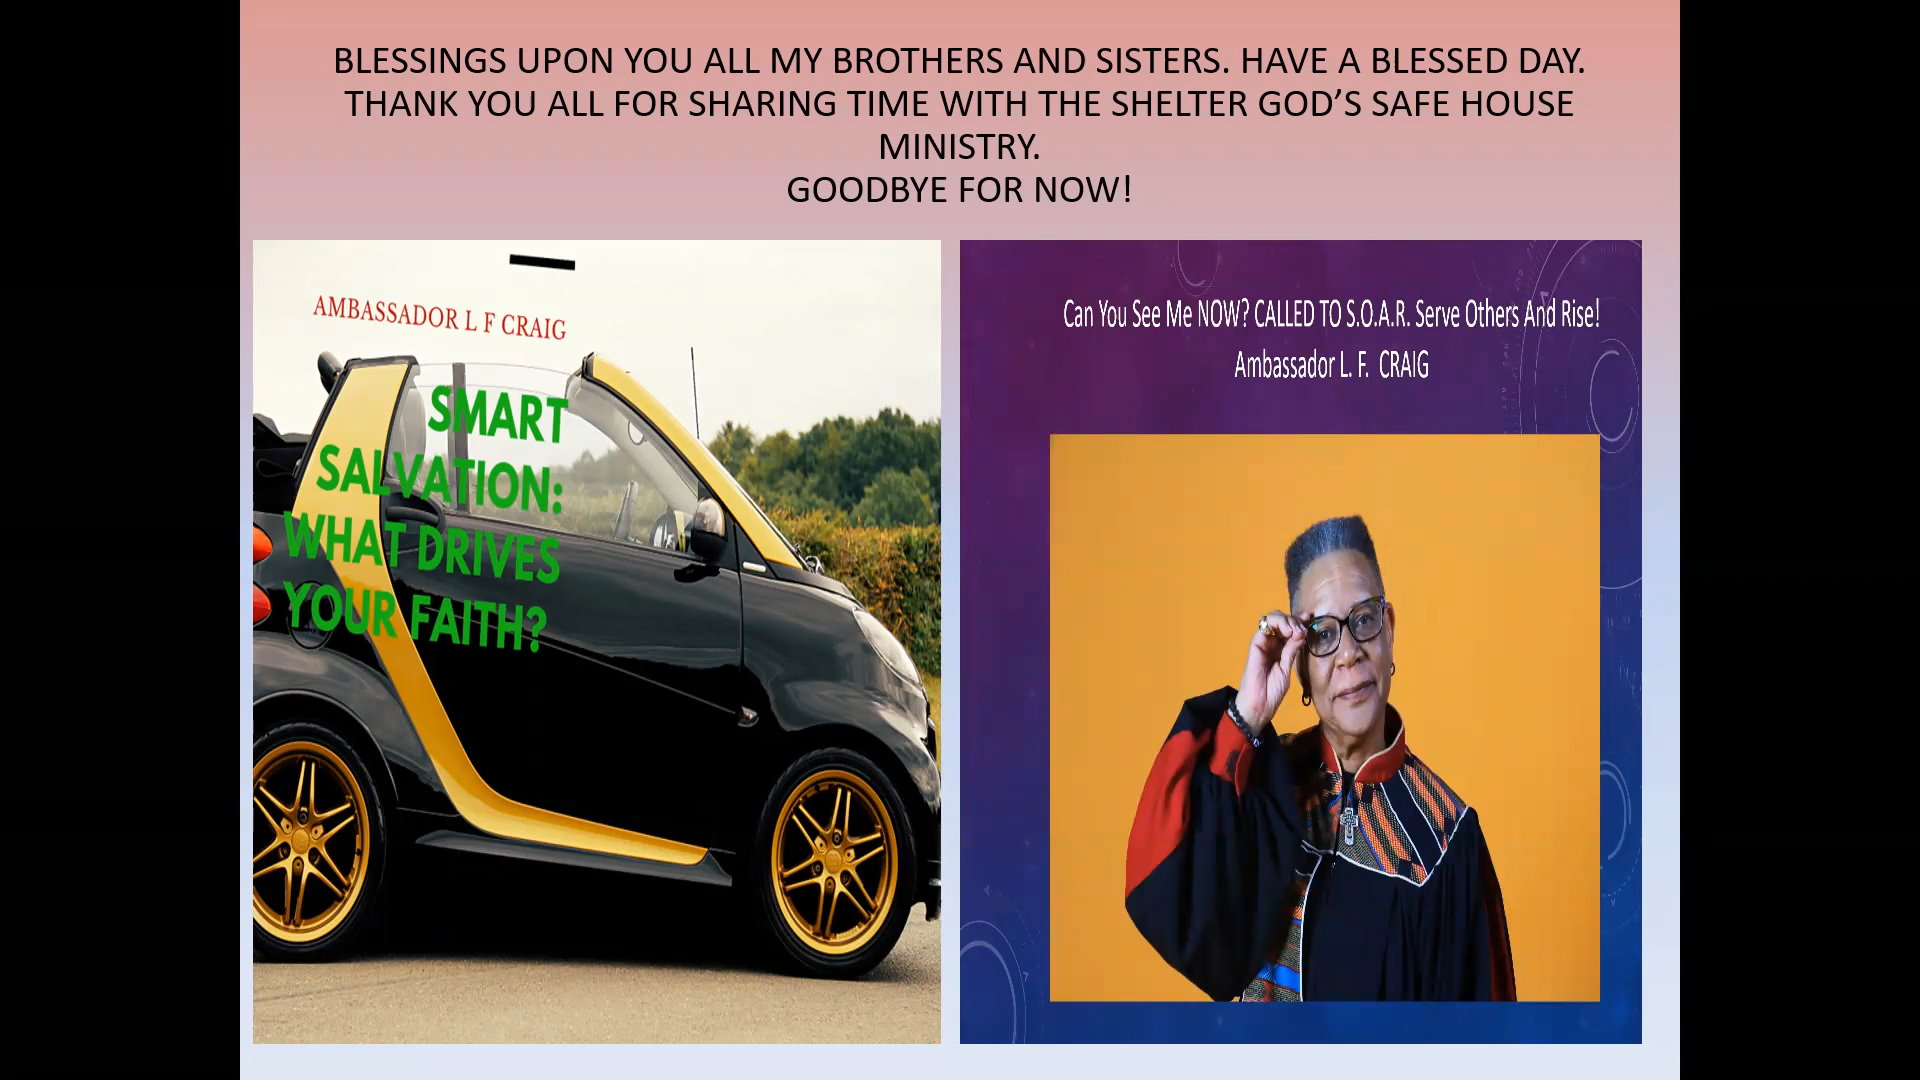 BLESSINGS UPON YOU ALL MY BROTHERS AND SISTERS. HAVE A BLESSED DAY.
THANK YOU ALL FOR SHARING TIME WITH THE SHELTER GOD’S SAFE HOUSE
MINISTRY.
GOODBYE FOR NOW!
AMBASSADOR L F CRAIG
SMART
SALVATION:
WHAT DRIVES
YOUR FAITH?
Can You See Me NOW? CALLED TO S.O.A.R. Serve Others And Rise!
Ambassador L. F. CRAIG